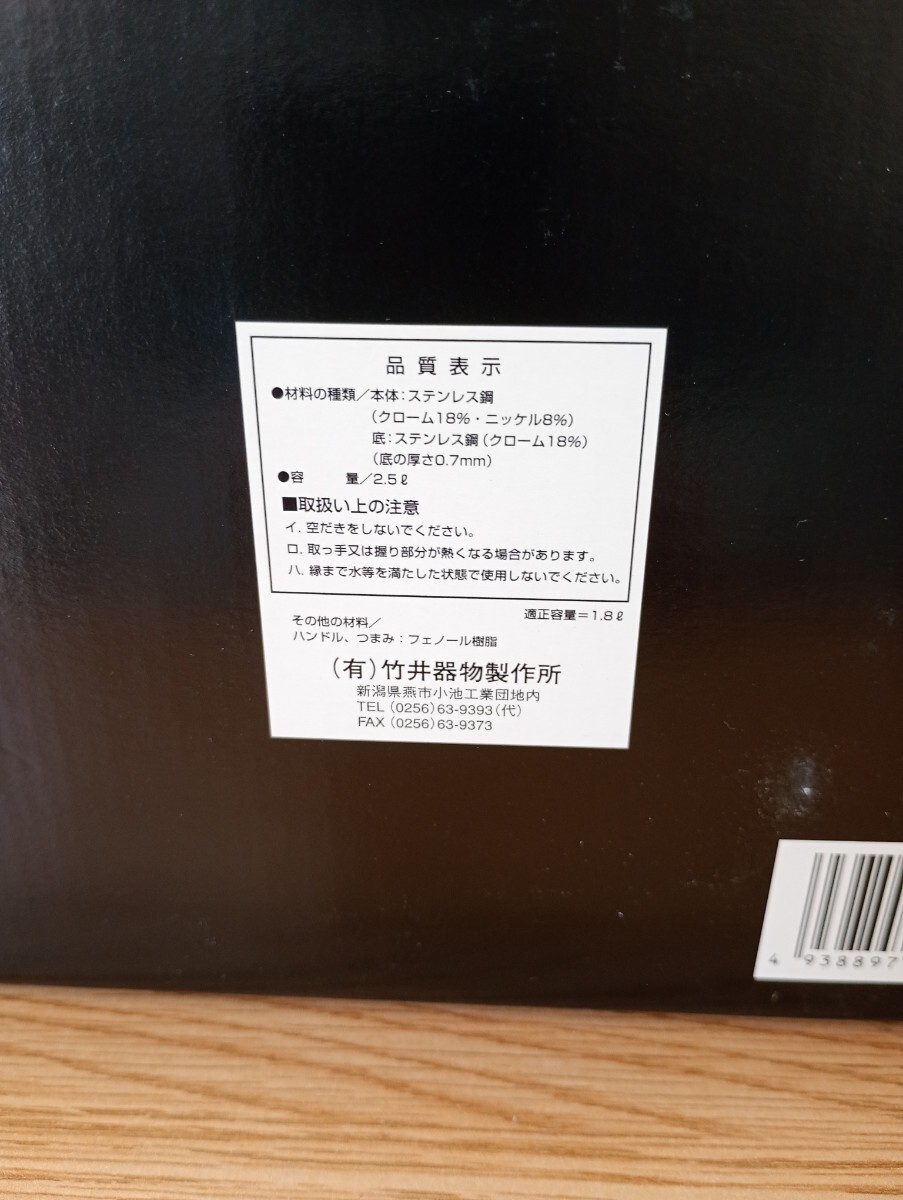 品質表示
●材料の種類/本体:ステンレス鋼
(クローム18%・ニッケル8%)
底:ステンレス鋼(クローム18%)
(底の厚さ0.7mm)
●容 量/2.5ℓ
■取扱い上の注意
イ. 空だきをしないでください。
ロ. 取っ手又は握り部分が熱くなる場合があります。
ハ. 縁まで水等を満たした状態で使用しないでください。
適正容量=1.8ℓ
その他の材料/
ハンドル、つまみ:フェノール樹脂
(有)竹井器物製作所
新潟県燕市小池工業団地内
TEL (0256)63-9393(代)
FAX (0256)63-9373
4 938897